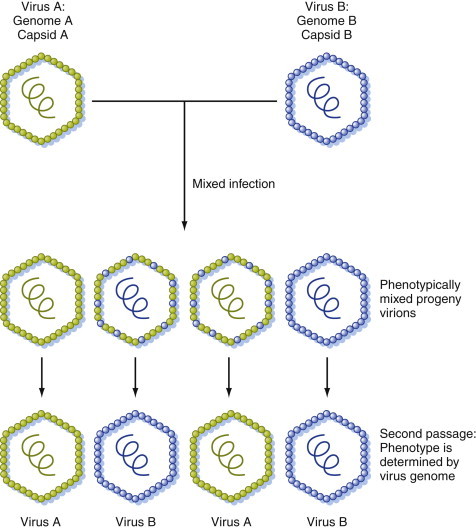 Virus A:
Genome A
Capsid A
Virus B:
Genome B
Capsid B
Mixed infection
Phenotypically
mixed progeny
virions
Second passage:
Phenotype is
determined by
virus genome
Virus A
Virus B
Virus A
Virus B